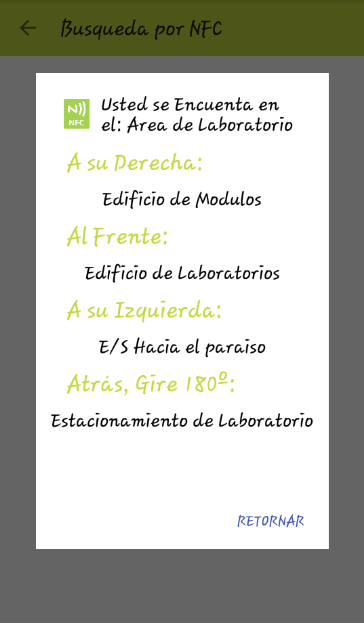 Busqueda por NFC
Usted se Encuenta en
el: Area de Laboratorio
NFC
A su Derecha:
Edificio de Modulos
Al Frente:
Edificio de Laboratorios
A su Izquierda:
E/S Hacia el paraiso
Atrás, Gire 180º:
Estacionamiento de Laboratorio
RETORNAR